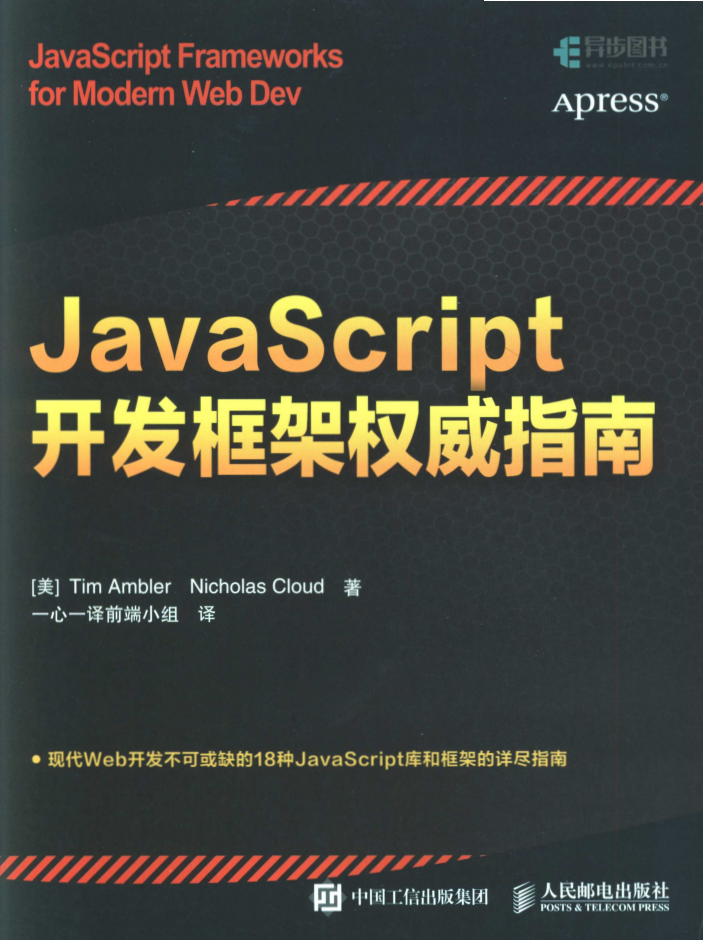 JavaScript Frameworks
for Modern Web Dev
异步图书
www.epubit.com.cn
Apress®
JavaScript
开发框架权威指南
[美] Tim Ambler Nicholas Cloud 著
一心一译前端小组 译
• 现代Web开发不可或缺的18种JavaScript库和框架的详尽指南
中国工信出版集团
人民邮电出版社
POSTS & TELECOM PRESS